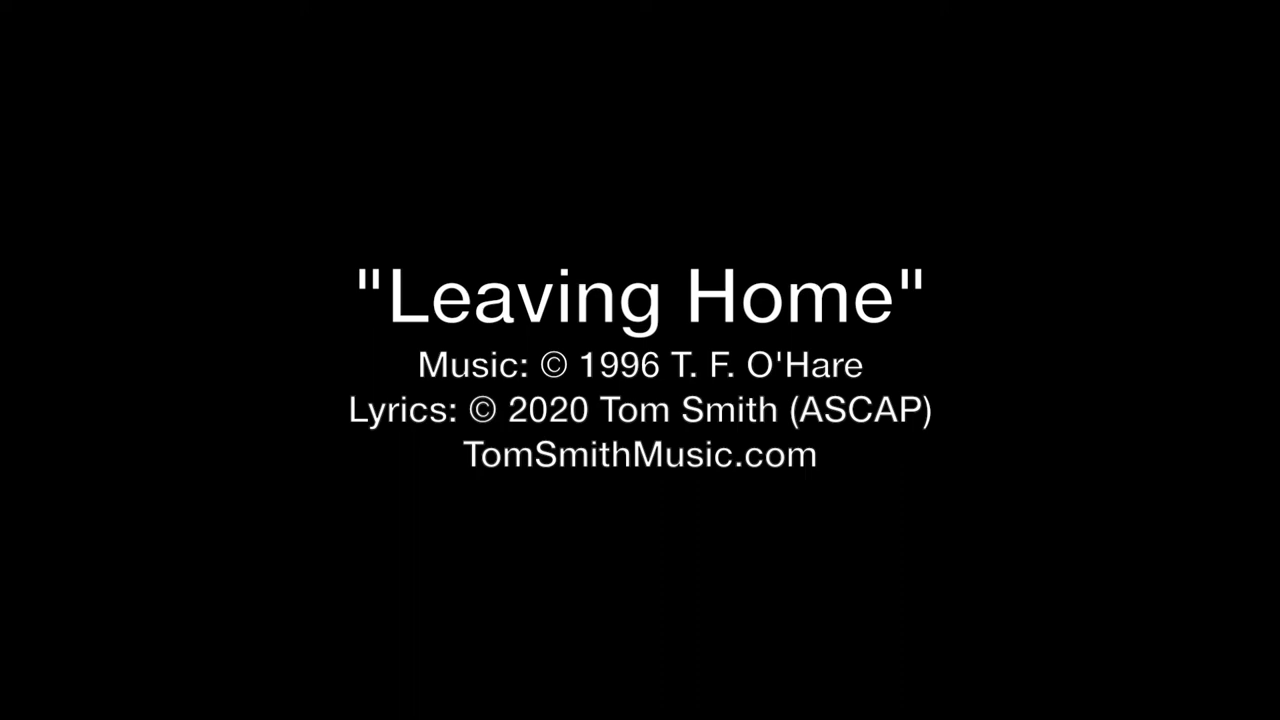 "Leaving Home"
Music: © 1996 T. F. O'Hare
Lyrics: © 2020 Tom Smith (ASCAP)
TomSmithMusic.com